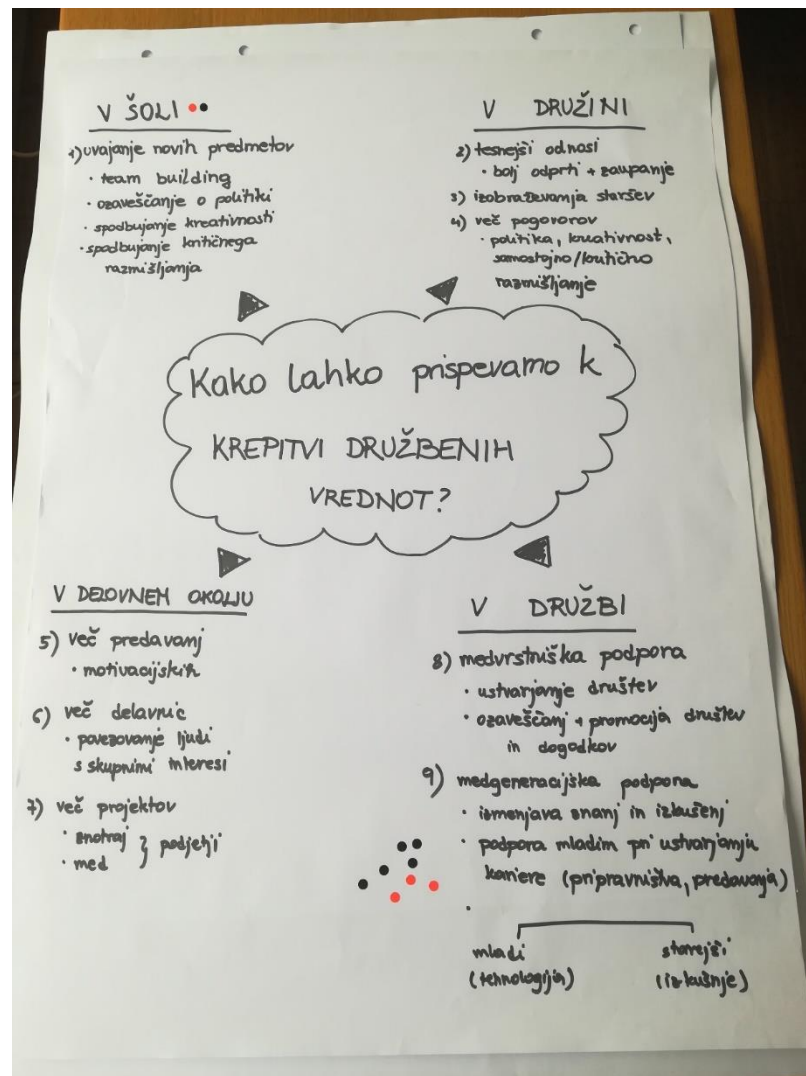 V ŠOLI
1) uvajanje novih predmetov
• team building
• ozaveščanje o politiki
• spodbujanje kreativnosti
• spodbujanje kritičnega
razmišljanja
V DRUŽINI
2) tesnejši odnosi
• bolj odprti + zaupanje
3) izobraževanja staršev
4) več pogovorov
• politika, kreativnost,
samostojno/kritično
razmišljanje
Kako lahko prispevamo k
KREPITVI DRUŽBENIH
VREDNOT?
V DELOVNEM OKOLJU
5) več predavanj
• motivacijskih
6) več delavnic
• povezovanje ljudi
s skupnimi interesi
7) več projektov
• znotraj } podjetji
• med
V DRUŽBI
8) medvrstniška podpora
• ustvarjanje društev
• ozaveščanj + promocija društev
in dogodkov
9) medgeneracijška podpora
• izmenjava znanj in izkušenj
• podpora mladim pri ustvarjanju
kariere (pripravništva, predavanja)
•
mladi starejši
(tehnologija) (izkušnje)